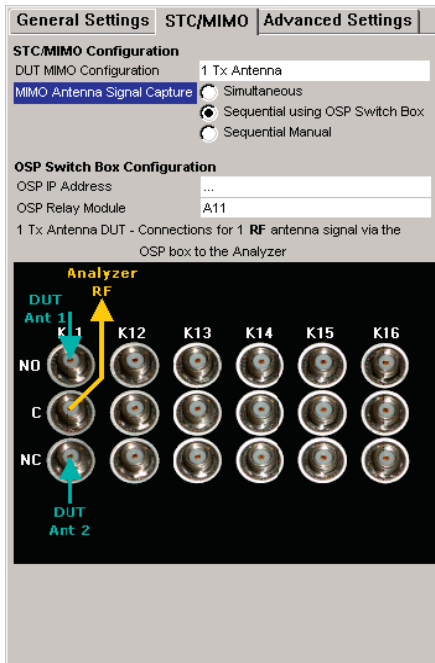 General Settings STC/MIMO Advanced Settings
STC/MIMO Configuration
DUT MIMO Configuration 1 Tx Antenna
MIMO Antenna Signal Capture Simultaneous
Sequential using OSP Switch Box
Sequential Manual
OSP Switch Box Configuration
OSP IP Address ...
OSP Relay Module A11
1 Tx Antenna DUT - Connections for 1 RF antenna signal via the
OSP box to the Analyzer
Analyzer
RF
DUT
Ant 1
K11 K12 K13 K14 K15 K16
NO
C
NC
DUT
Ant 2